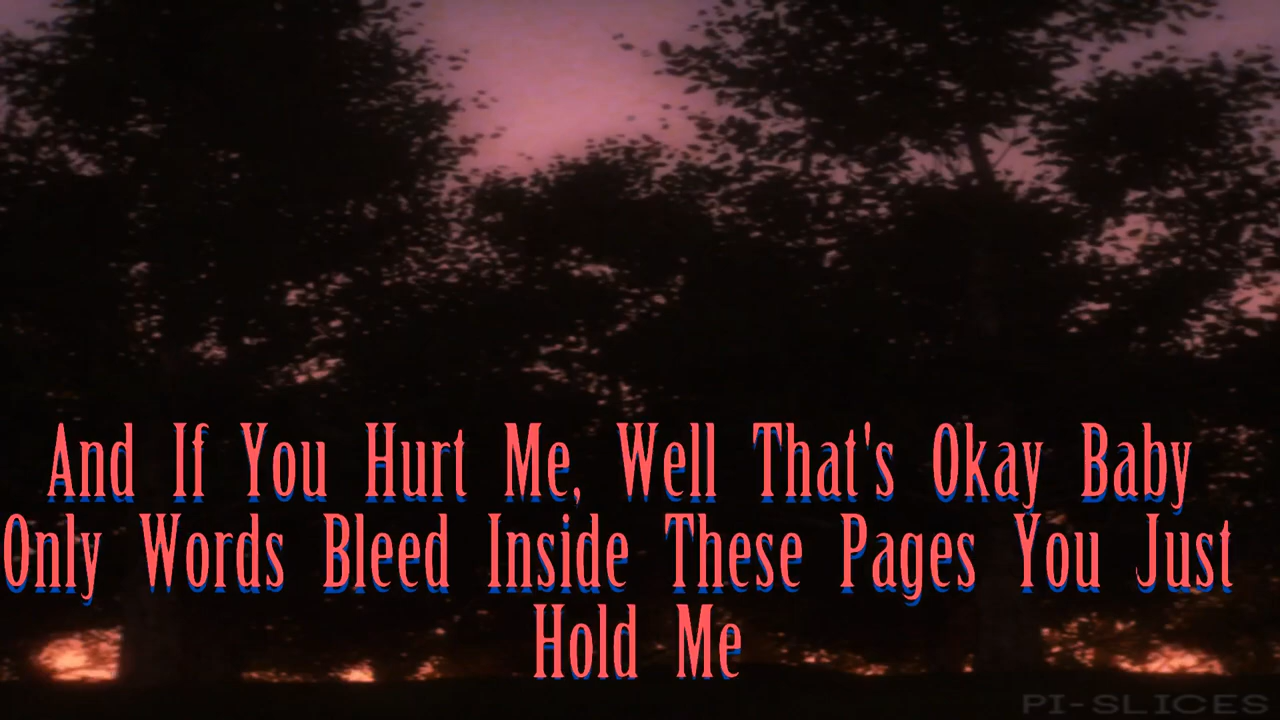 And If You Hurt Me, Well That's Okay Baby
Only Words Bleed Inside These Pages You Just
Hold Me
PI-SLICES